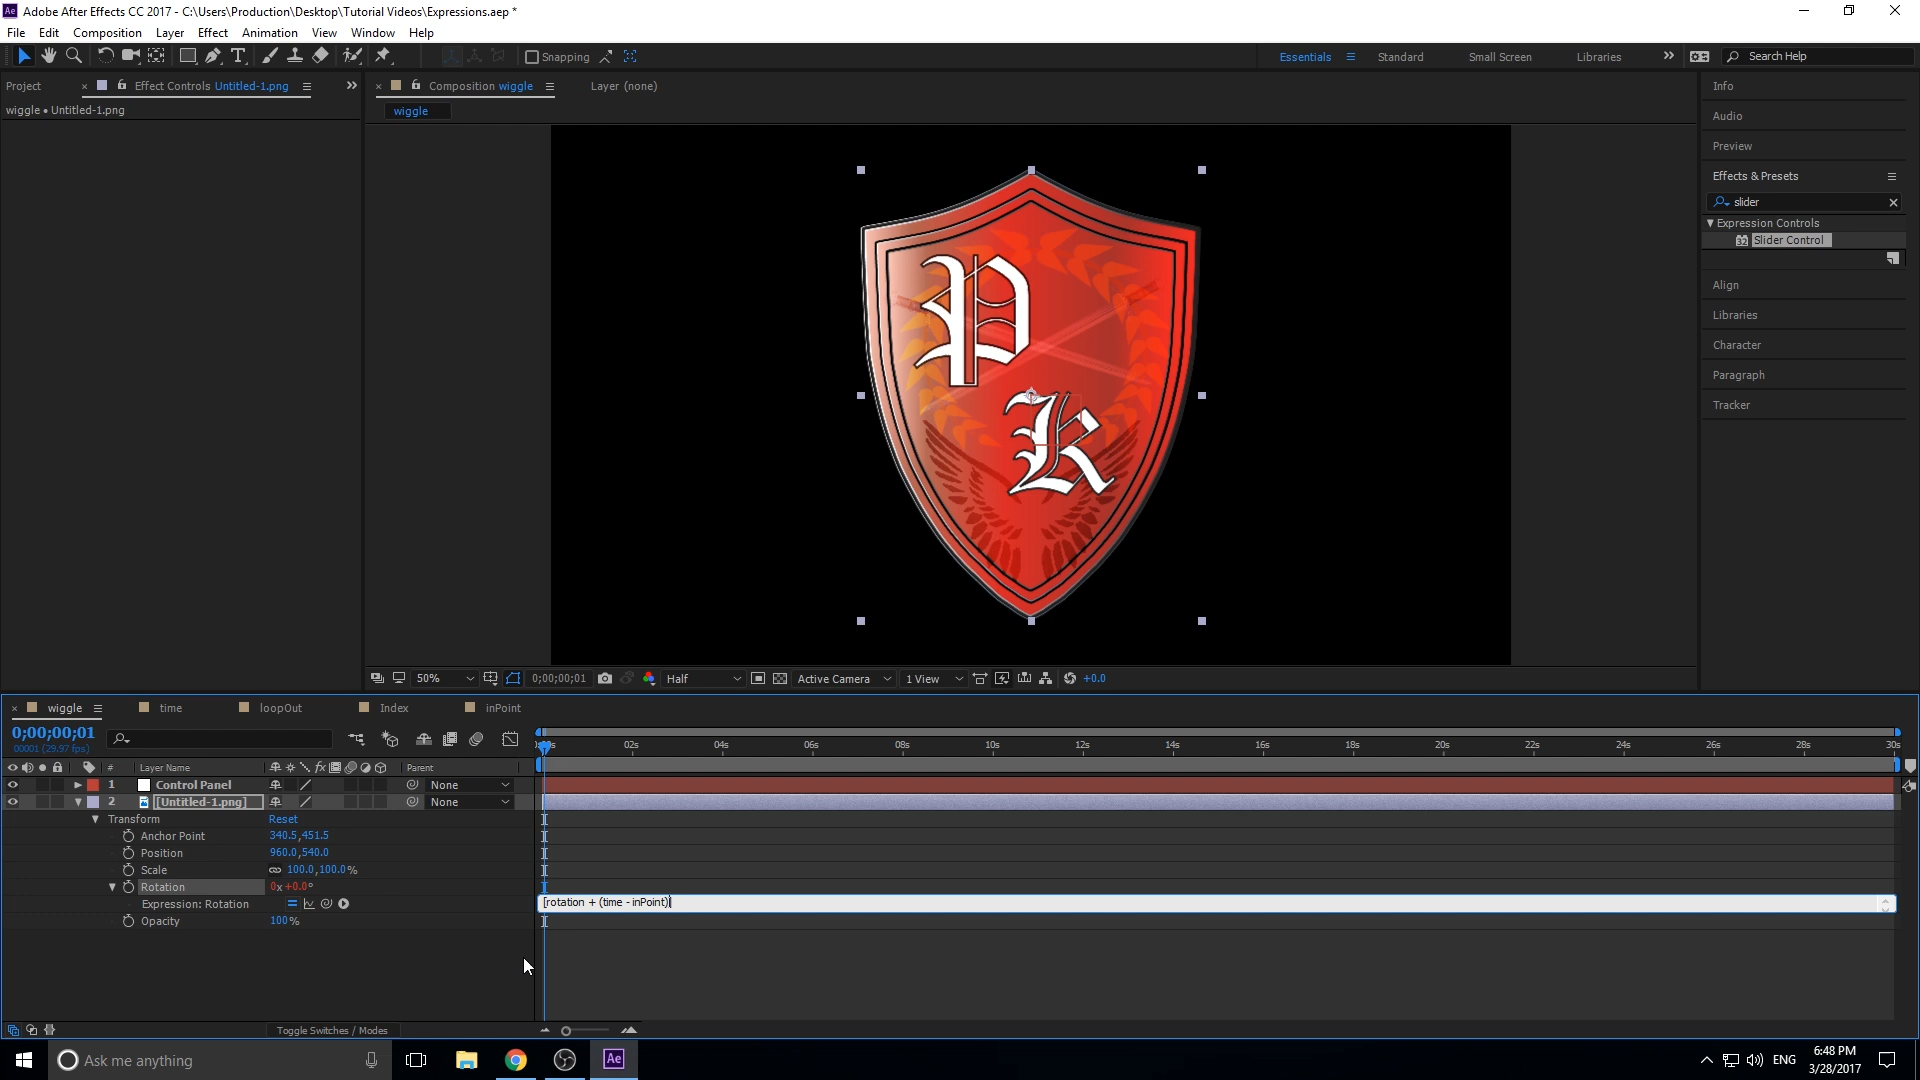 Adobe After Effects CC 2017 - C:\Users\Production\Desktop\Tutorial Videos\Expressions.aep *
File Edit Composition Layer Effect Animation View Window Help
Snapping
Essentials
Standard
Small Screen
Libraries
Search Help
Project
Effect Controls Untitled-1.png
Composition wiggle
Layer (none)
Info
wiggle • Untitled-1.png
wiggle
Audio
Preview
Effects & Presets
slider
Expression Controls
32 Slider Control
Align
Libraries
Character
Paragraph
Tracker
P
K
50%
0;00;00;01
Half
Active Camera
1 View
+0.0
wiggle
time
loopOut
Index
inPoint
0;00;00;01
00001 (29.97 fps)
02s 04s 06s 08s 10s 12s 14s 16s 18s 20s 22s 24s 26s 28s 30s
# Layer Name
fx
Parent
1 Control Panel
None
2 [Untitled-1.png]
None
Transform
Reset
Anchor Point
340.5,451.5
Position
960.0,540.0
Scale
100.0,100.0%
Rotation
0x+0.0°
Expression: Rotation
[rotation + (time - inPoint)]
Opacity
100%
Toggle Switches / Modes
Ask me anything
Ae
ENG
6:48 PM
3/28/2017